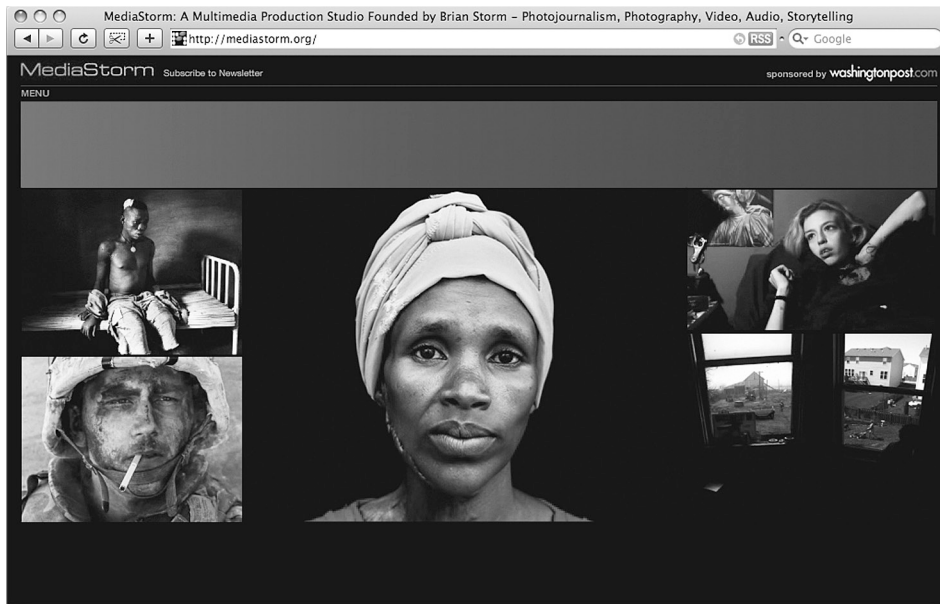 MediaStorm: A Multimedia Production Studio Founded by Brian Storm – Photojournalism, Photography, Video, Audio, Storytelling
http://mediastorm.org/ RSS Google
MediaStorm Subscribe to Newsletter sponsored by washingtonpost.com
MENU